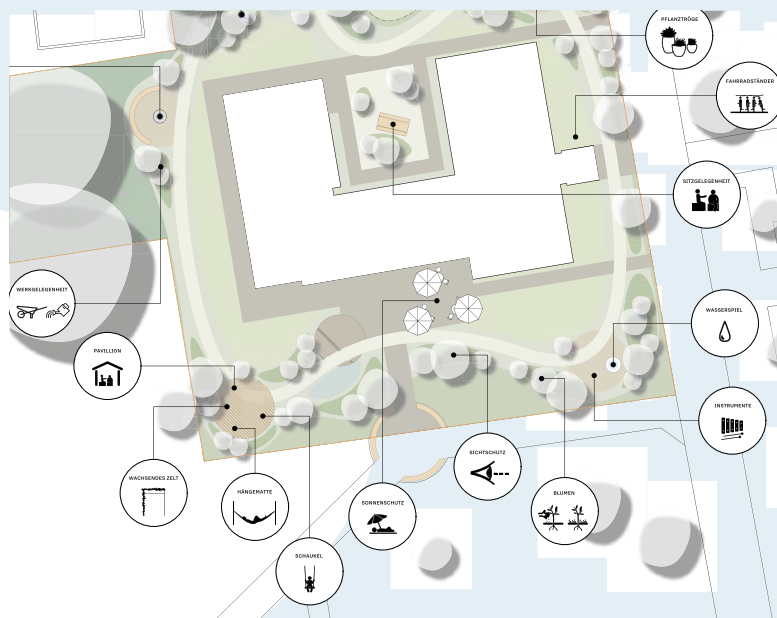 PFLANZTRÖGE
FAHRRADSTÄNDER
SITZGELEGENHEIT
WERKGELEGENHEIT
WASSERSPIEL
PAVILLION
INSTRUMENTE
SICHTSCHUTZ
WACHSENDES ZELT
HÄNGEMATTE
BLUMEN
SONNENSCHUTZ
SCHAUKEL